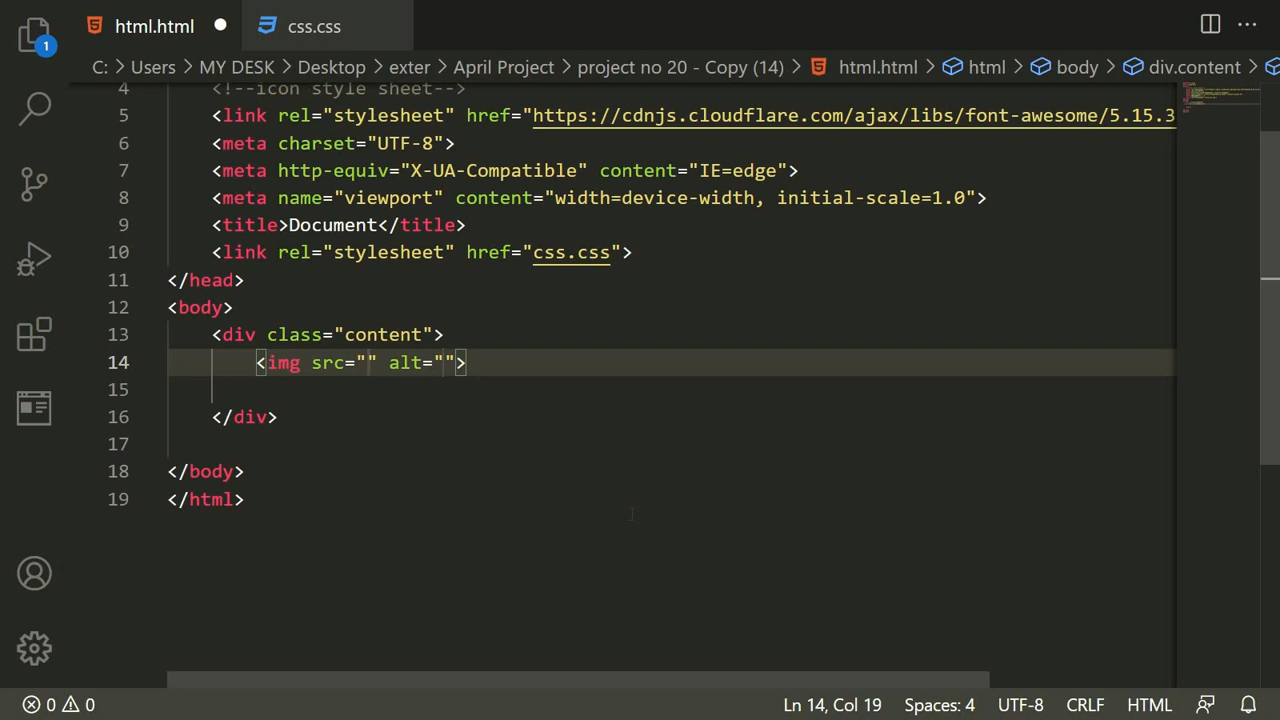 html.html css.css
C: > Users > MY DESK > Desktop > exter > April Project > project no 20 - Copy (14) > html.html > html > body > div.content >
1
4 <!--icon style sheet-->
5 <link rel="stylesheet" href="https://cdnjs.cloudflare.com/ajax/libs/font-awesome/5.15.3
6 <meta charset="UTF-8">
7 <meta http-equiv="X-UA-Compatible" content="IE=edge">
8 <meta name="viewport" content="width=device-width, initial-scale=1.0">
9 <title>Document</title>
10 <link rel="stylesheet" href="css.css">
11 </head>
12 <body>
13 <div class="content">
14 <img src="" alt="">
15
16 </div>
17
18 </body>
19 </html>
0 0 Ln 14, Col 19 Spaces: 4 UTF-8 CRLF HTML